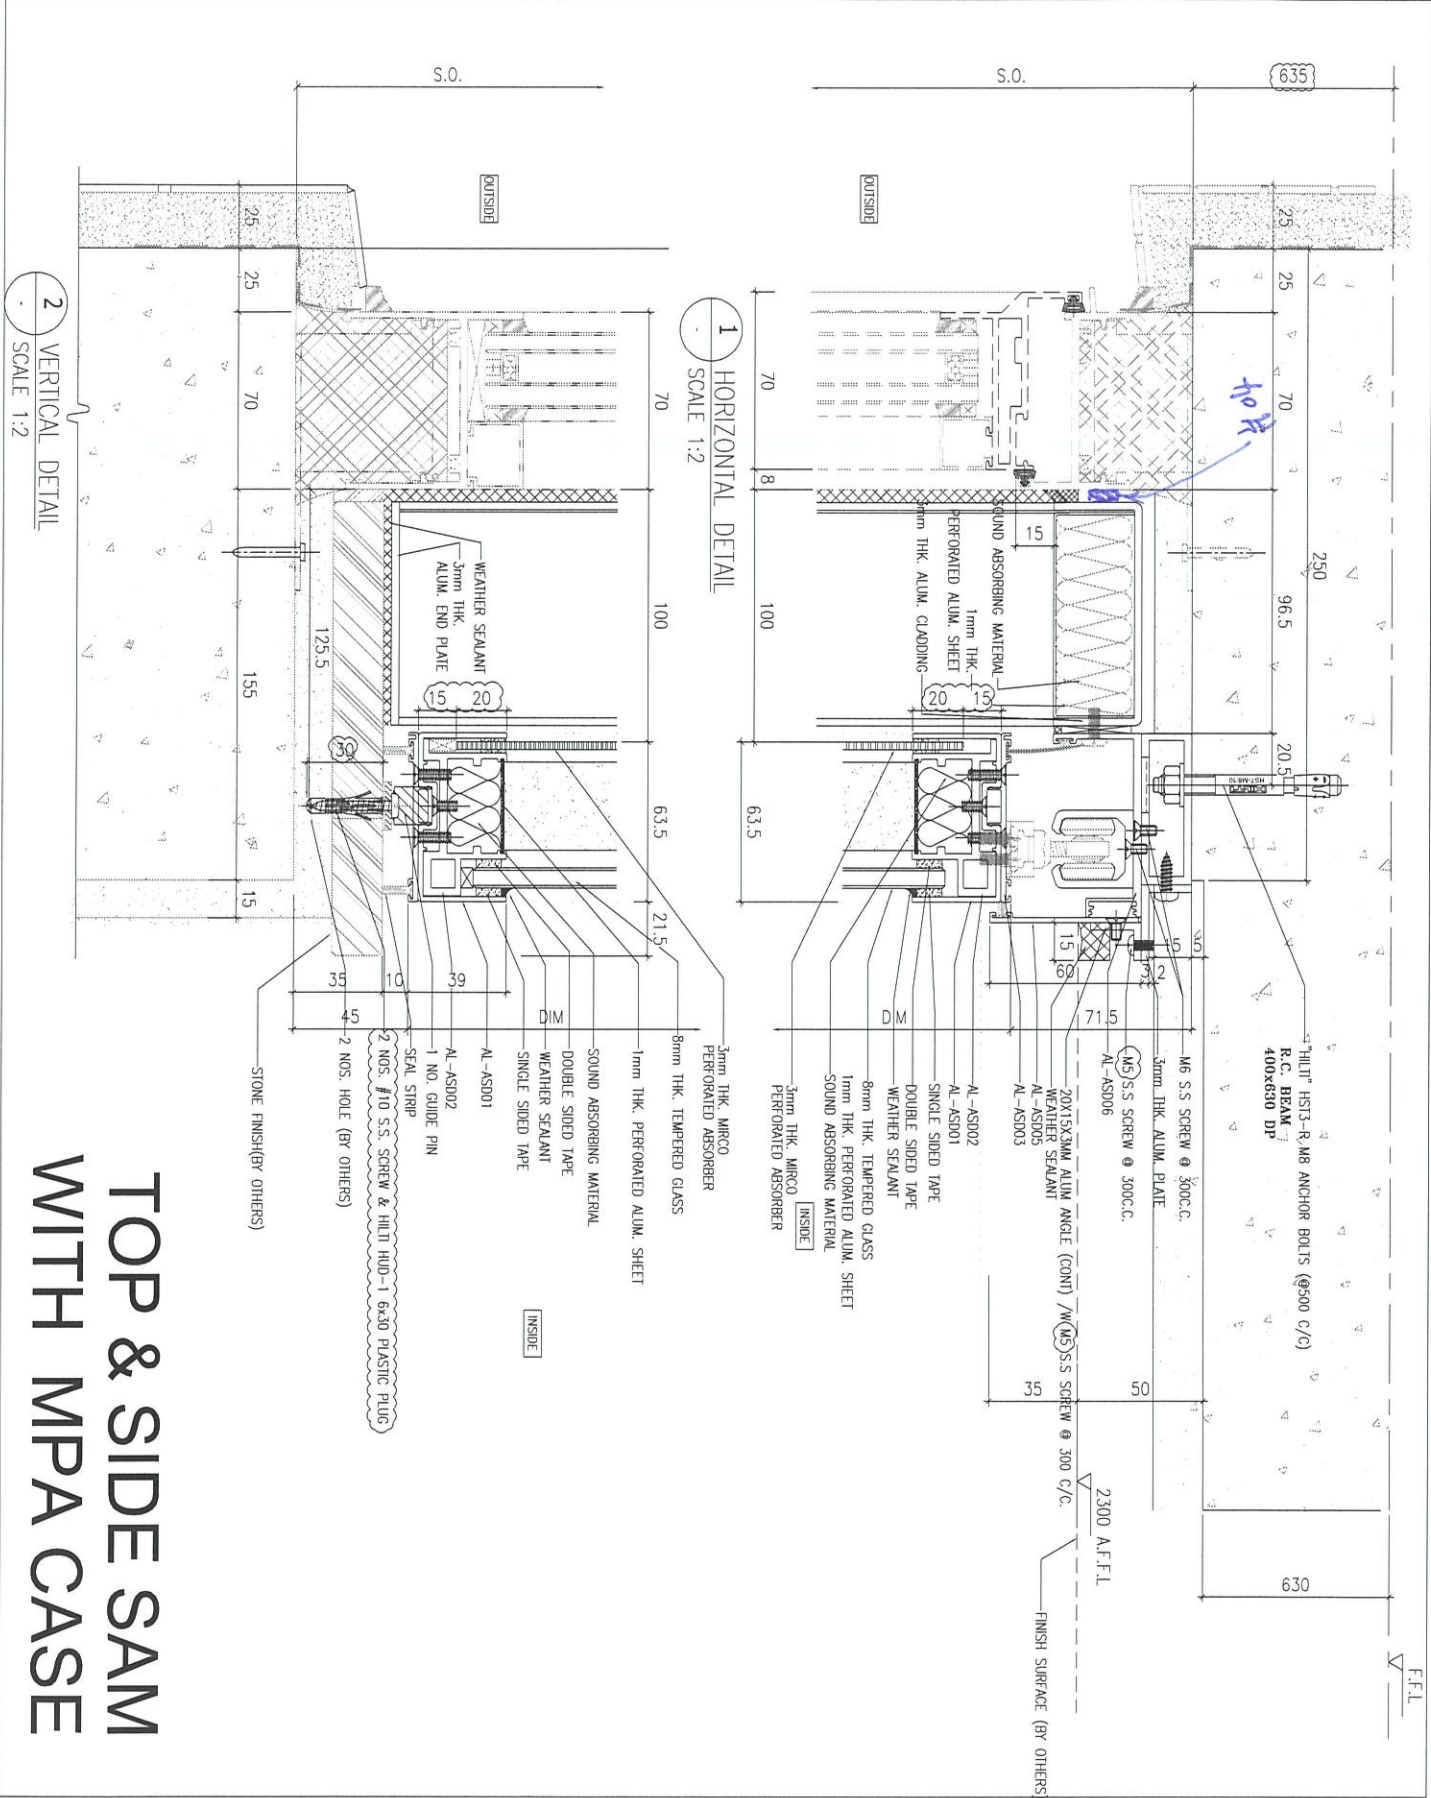 F.F.L
635
S.O.
S.O.
OUTSIDE
OUTSIDE
25
25
70
250
96.5
20.5
HST-M8/10
"HILTI" HST3-R,M8 ANCHOR BOLTS (@500 C/C)
R.C. BEAM
400x630 DP
630
M6 S.S SCREW @ 300C.C.
3mm THK. ALUM. PLATE
M5 S.S SCREW @ 300C.C.
AL-ASD06
20X15X3MM ALUM ANGLE (CONT) /W M5 S.S SCREW @ 300 C/C.
WEATHER SEALANT
AL-ASD05
AL-ASD03
AL-ASD02
AL-ASD01
SINGLE SIDED TAPE
DOUBLE SIDED TAPE
WEATHER SEALANT
8mm THK. TEMPERED GLASS
1mm THK. PERFORATED ALUM. SHEET
SOUND ABSORBING MATERIAL
3mm THK. MIRCO
PERFORATED ABSORBER
INSIDE
15
35
15
60
3.2
71.5
DIM
35
50
2300 A.F.F.L
FINISH SURFACE (BY OTHERS)
15
SOUND ABSORBING MATERIAL
1mm THK.
PERFORATED ALUM. SHEET
3mm THK. ALUM. CLADDING
20
15
70
8
100
63.5
1
HORIZONTAL DETAIL
SCALE 1:2
70
100
63.5
21.5
WEATHER SEALANT
3mm THK.
ALUM. END PLATE
15
20
30
125.5
3mm THK. MIRCO
PERFORATED ABSORBER
8mm THK. TEMPERED GLASS
1mm THK. PERFORATED ALUM. SHEET
SOUND ABSORBING MATERIAL
DOUBLE SIDED TAPE
WEATHER SEALANT
SINGLE SIDED TAPE
AL-ASD01
AL-ASD02
1 NO. GUIDE PIN
SEAL STRIP
2 NOS. #10 S.S. SCREW & HILTI HUD-1 6x30 PLASTIC PLUG
2 NOS. HOLE (BY OTHERS)
STONE FINISH(BY OTHERS)
INSIDE
35
10
39
45
DIM
25
25
70
155
15
2
VERTICAL DETAIL
SCALE 1:2
TOP & SIDE SAM
WITH MPA CASE